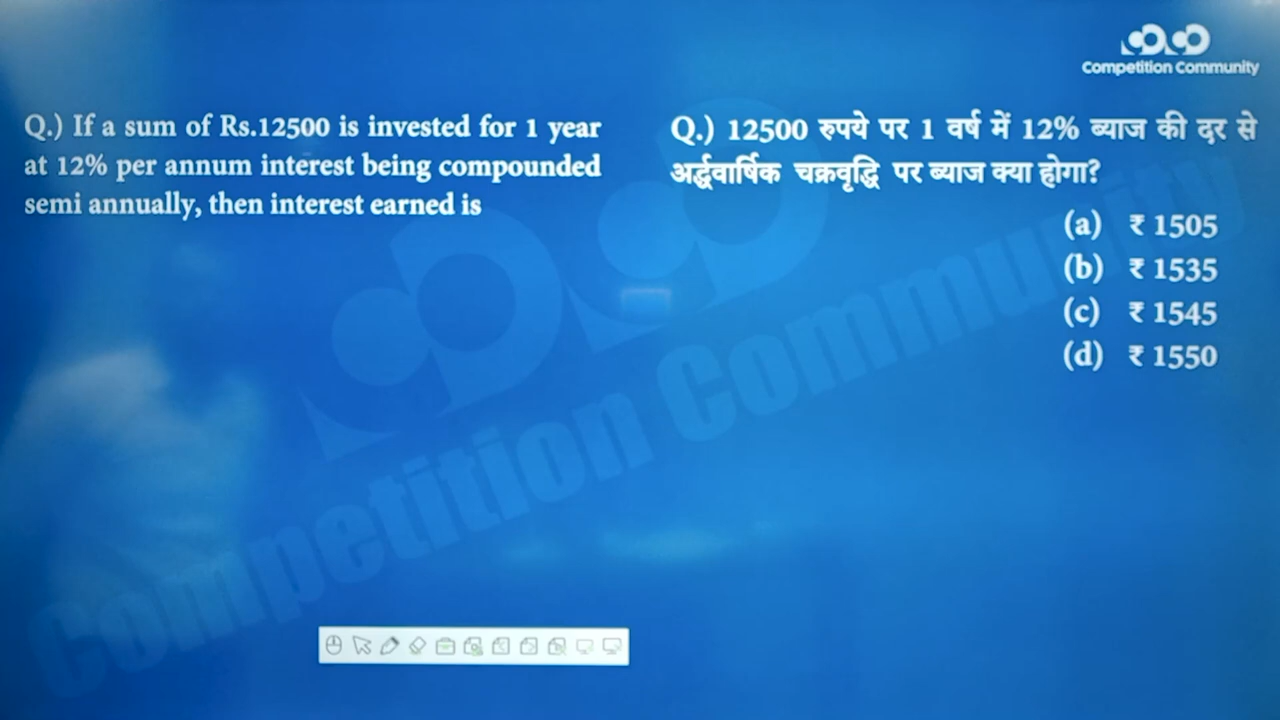 Competition Community
Q.) If a sum of Rs.12500 is invested for 1 year
at 12% per annum interest being compounded
semi annually, then interest earned is
Q.) 12500 रुपये पर 1 वर्ष में 12% ब्याज की दर से
अर्द्धवार्षिक चक्रवृद्धि पर ब्याज क्या होगा?
(a) ₹ 1505
(b) ₹ 1535
(c) ₹ 1545
(d) ₹ 1550
Competition Community